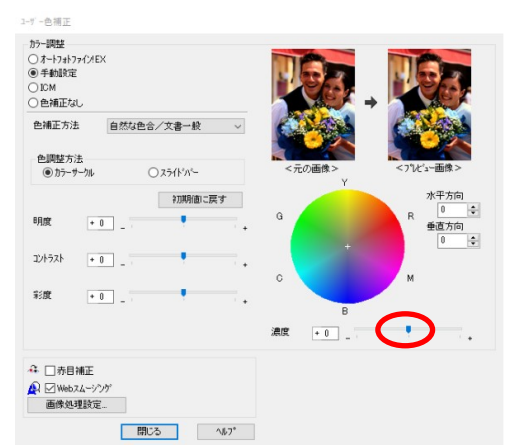 ﾕｰｻﾞｰ色補正
ｶﾗｰ調整
ｵｰﾄﾌｫﾄﾌｧｲﾝ!EX
手動設定
ICM
色補正なし
色補正方法 自然な色合／文書一般
色調整方法
ｶﾗｰｻｰｸﾙ ｽﾗｲﾄﾞﾊﾞｰ
初期値に戻す
明度 + 0 - +
ｺﾝﾄﾗｽﾄ + 0 - +
彩度 + 0 - +
<元の画像> <ﾌﾟﾚﾋﾞｭｰ画像>
Y
G R
C M
B
水平方向
0
垂直方向
0
濃度 + 0 - +
赤目補正
Webｽﾑｰｼﾞﾝｸﾞ
画像処理設定...
閉じる ﾍﾙﾌﾟ